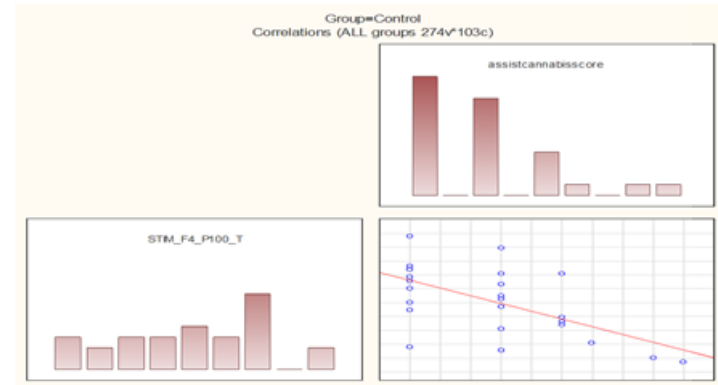 Group=Control
Correlations (ALL groups 274v*103c)
assistcannabisscore
STIM_F4_P100_T